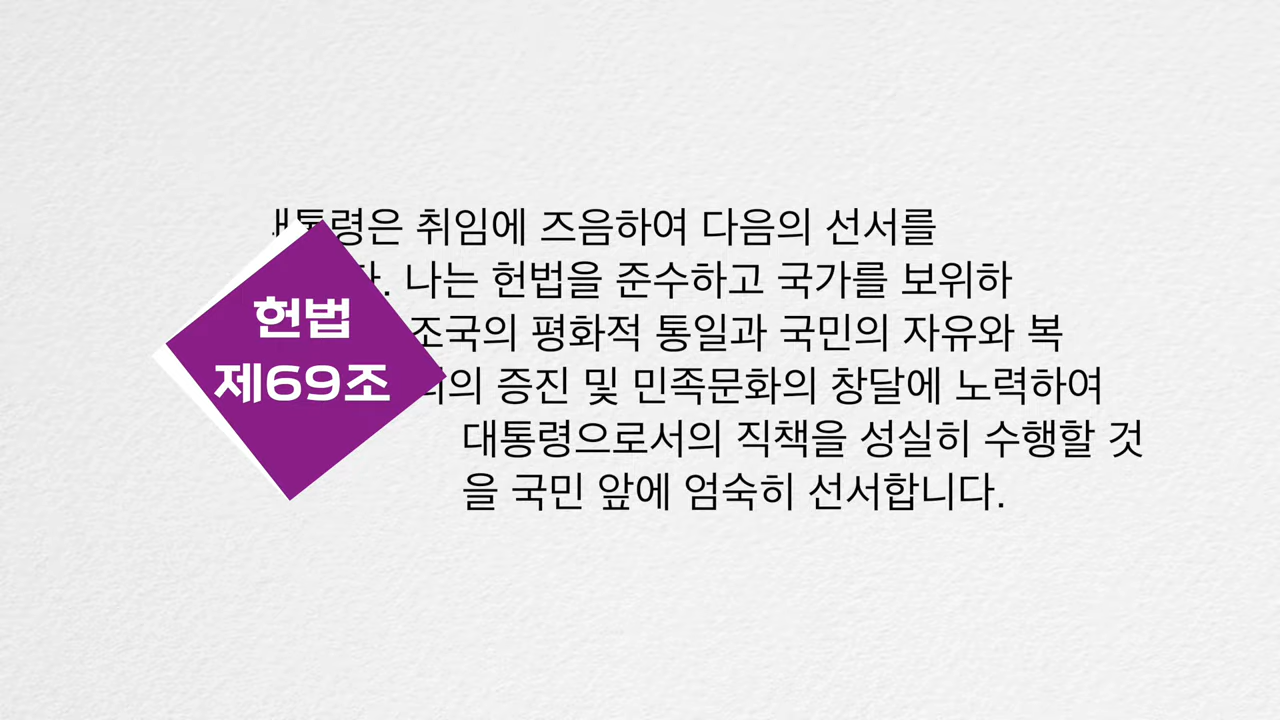 헌법
제69조
대통령은 취임에 즈음하여 다음의 선서를
나는 헌법을 준수하고 국가를 보위하
조국의 평화적 통일과 국민의 자유와 복
증진 및 민족문화의 창달에 노력하여
대통령으로서의 직책을 성실히 수행할 것
을 국민 앞에 엄숙히 선서합니다.